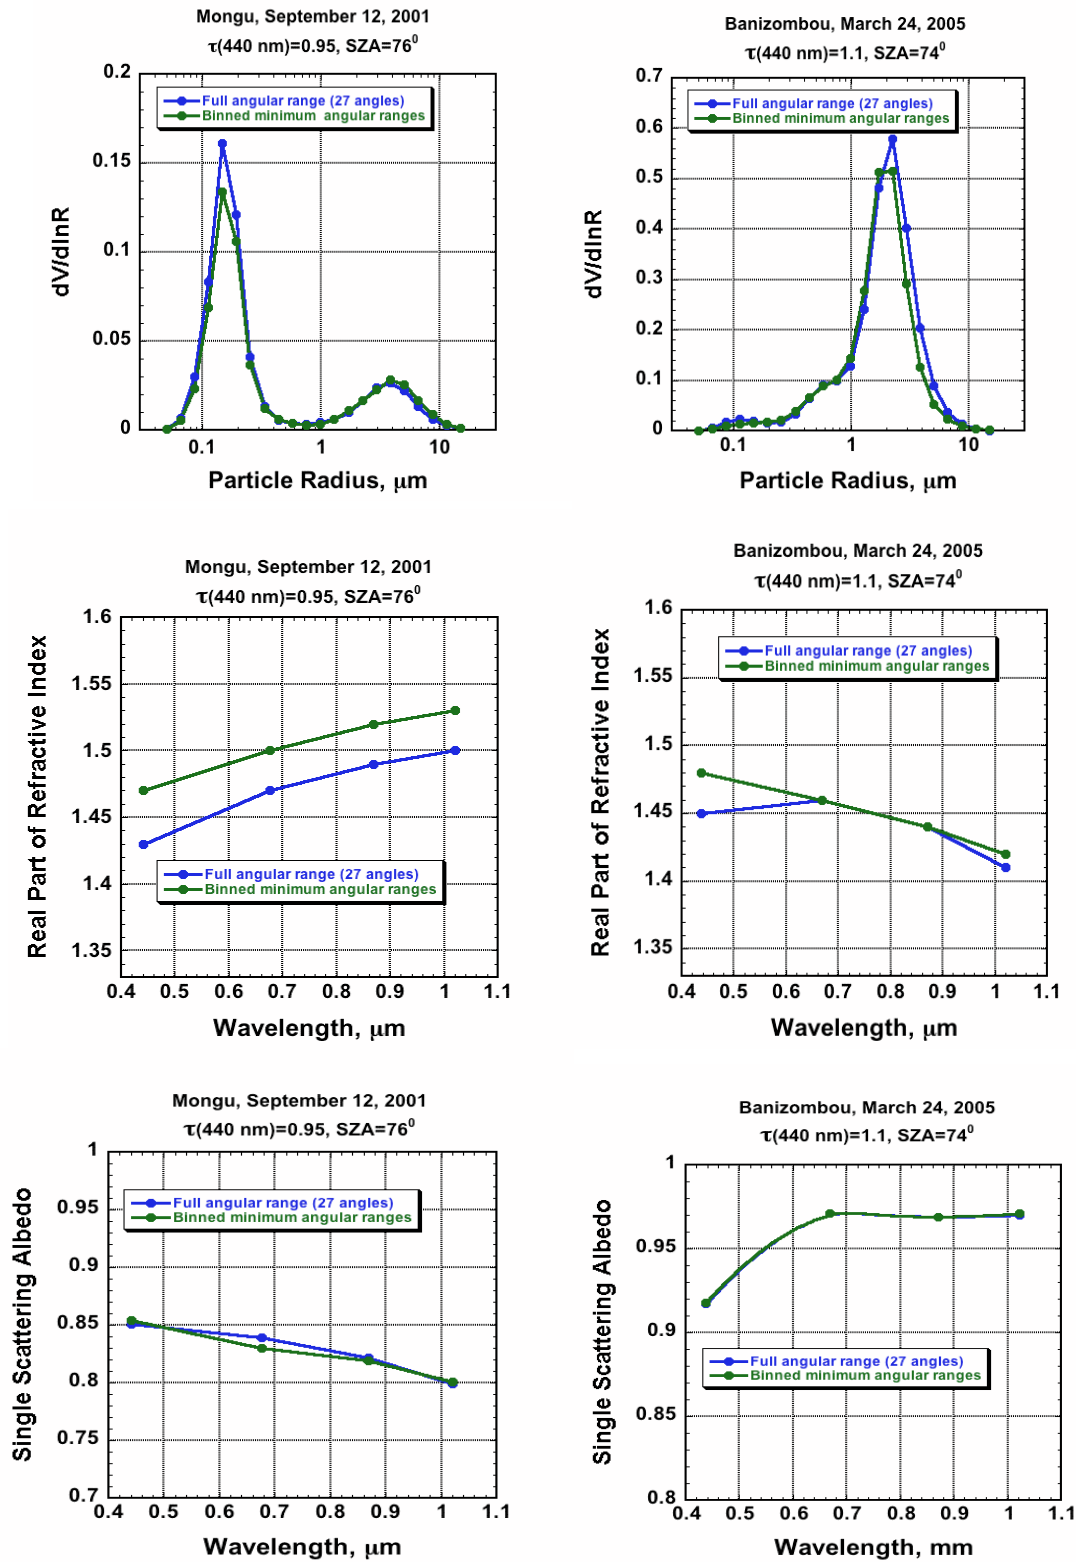 Mongu, September 12, 2001
τ(440 nm)=0.95, SZA=76⁰
0.2
0.15
0.1
0.05
0
dV/dlnR
Full angular range (27 angles)
Binned minimum angular ranges
0.1
1
10
Particle Radius, μm
Banizombou, March 24, 2005
τ(440 nm)=1.1, SZA=74⁰
0.7
0.6
0.5
0.4
0.3
0.2
0.1
0
dV/dlnR
Full angular range (27 angles)
Binned minimum angular ranges
0.1
1
10
Particle Radius, μm
Mongu, September 12, 2001
τ(440 nm)=0.95, SZA=76⁰
1.6
1.55
1.5
1.45
1.4
1.35
Real Part of Refractive Index
Full angular range (27 angles)
Binned minimum angular ranges
0.4 0.5 0.6 0.7 0.8 0.9 1 1.1
Wavelength, μm
Banizombou, March 24, 2005
τ(440 nm)=1.1, SZA=74⁰
1.6
1.55
1.5
1.45
1.4
1.35
Real Part of Refractive Index
Full angular range (27 angles)
Binned minimum angular ranges
0.4 0.5 0.6 0.7 0.8 0.9 1 1.1
Wavelength, μm
Mongu, September 12, 2001
τ(440 nm)=0.95, SZA=76⁰
1
0.95
0.9
0.85
0.8
0.75
0.7
Single Scattering Albedo
Full angular range (27 angles)
Binned minimum angular ranges
0.4 0.5 0.6 0.7 0.8 0.9 1 1.1
Wavelength, μm
Banizombou, March 24, 2005
τ(440 nm)=1.1, SZA=74⁰
1
0.95
0.9
0.85
0.8
Single Scattering Albedo
Full angular range (27 angles)
Binned minimum angular ranges
0.4 0.5 0.6 0.7 0.8 0.9 1 1.1
Wavelength, mm